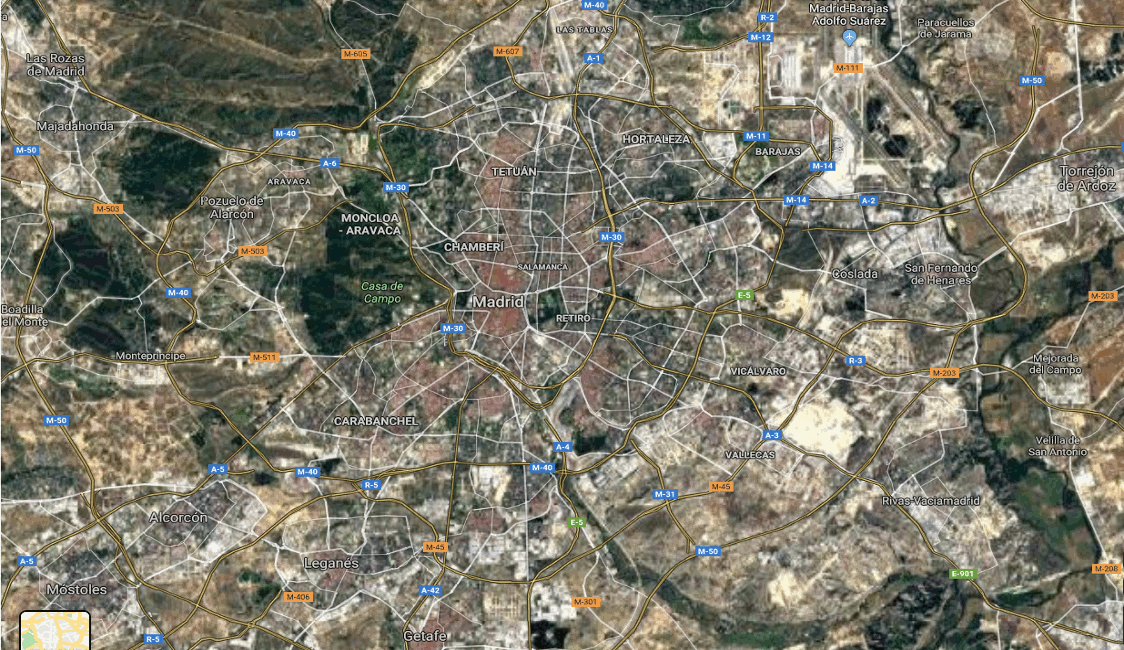 M-40
R-2
Madrid-Barajas
Adolfo Suárez
a
LAS TABLAS
Paracuellos
de Jarama
M-12
M-605
M-607
A-1
Las Rozas
de Madrid
M-111
M-50
Majadahonda
M-40
HORTALEZA
M-11
BARAJAS
M-50
A-6
M-14
TETUÁN
Torrejón
de Ardoz
ARAVACA
M-30
Pozuelo de
Alarcón
M-503
MONCLOA
- ARAVACA
M-14
A-2
M-30
CHAMBERÍ
M-503
SALAMANCA
Coslada
San Fernando
de Henares
Casa de
Campo
M-40
E-5
M-203
Madrid
Boadilla
el Monte
RETIRO
M-30
Monteprincipe
M-511
R-3
Mejorada
del Campo
VICÁLVARO
M-203
M-50
CARABANCHEL
A-3
A-4
Velilla de
San Antonio
VALLECAS
A-5
M-40
M-40
R-5
M-45
M-31
Rivas-Vaciamadrid
Alcorcón
E-5
M-45
M-50
A-5
Leganés
M-208
E-901
Móstoles
A-42
M-406
M-301
R-5
Getafe